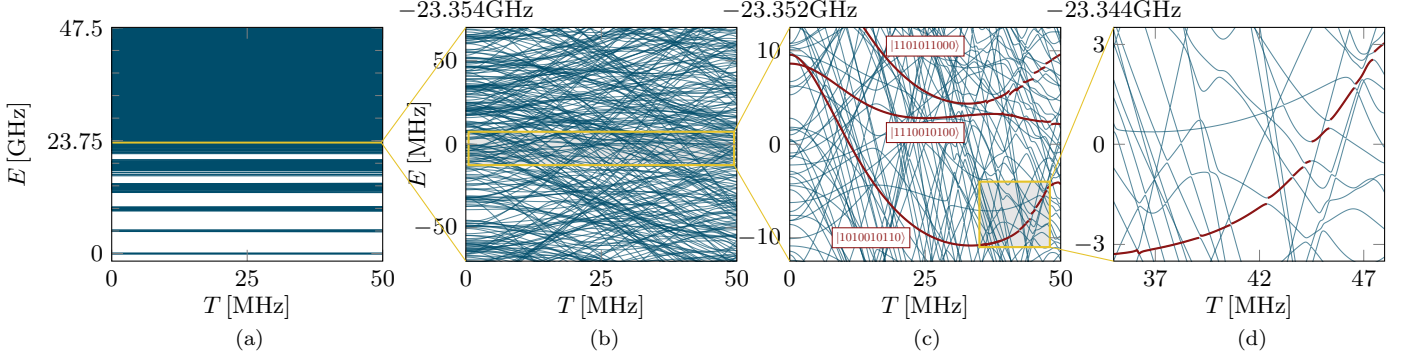 −23.354GHz
−23.352GHz
−23.344GHz
E [GHz]
47.5
23.75
0
0 25 50
T [MHz]
(a)
E [MHz]
50
0
−50
0 25 50
T [MHz]
(b)
10
0
−10
|1101011000⟩
|1110010100⟩
|1010010110⟩
0 25 50
T [MHz]
(c)
3
0
−3
37 42 47
T [MHz]
(d)